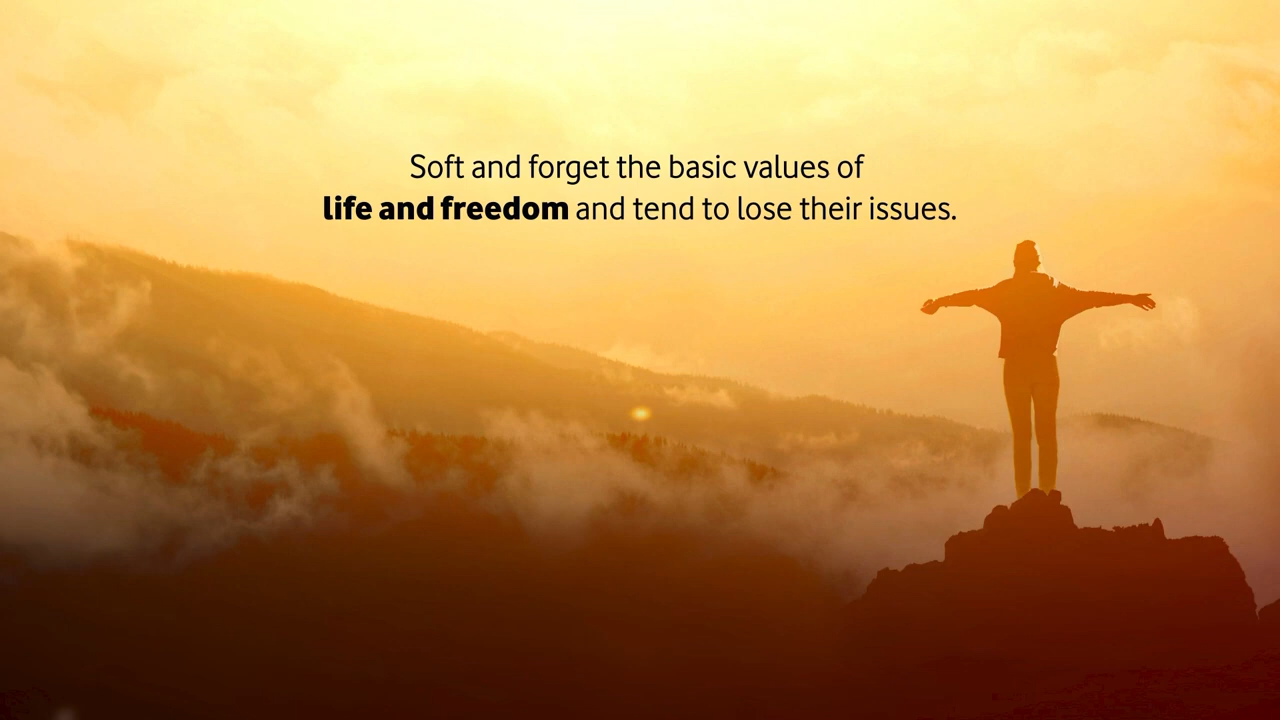 Soft and forget the basic values of
life and freedom and tend to lose their issues.